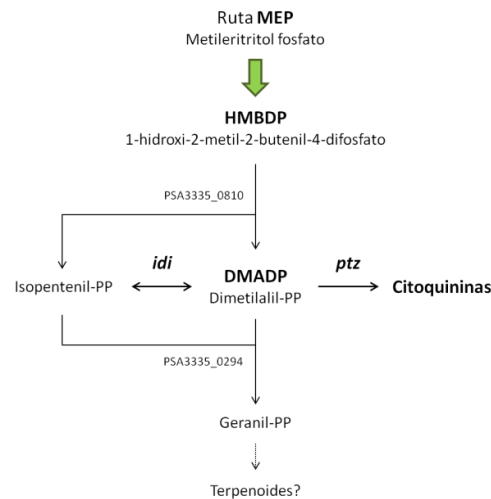 Ruta MEP
Metileritritol fosfato
HMBDP
1-hidroxi-2-metil-2-butenil-4-difosfato
PSA3335_0810
idi
ptz
Isopentenil-PP
DMADP
Citoquininas
Dimetilalil-PP
PSA3335_0294
Geranil-PP
Terpenoides?